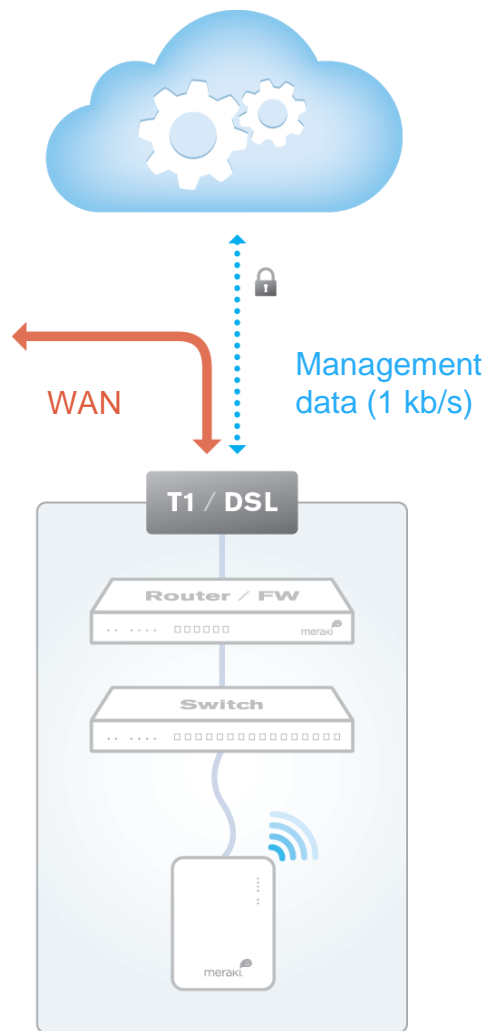 WAN
Management
data (1 kb/s)
T1 / DSL
Router / FW
meraki
Switch
meraki